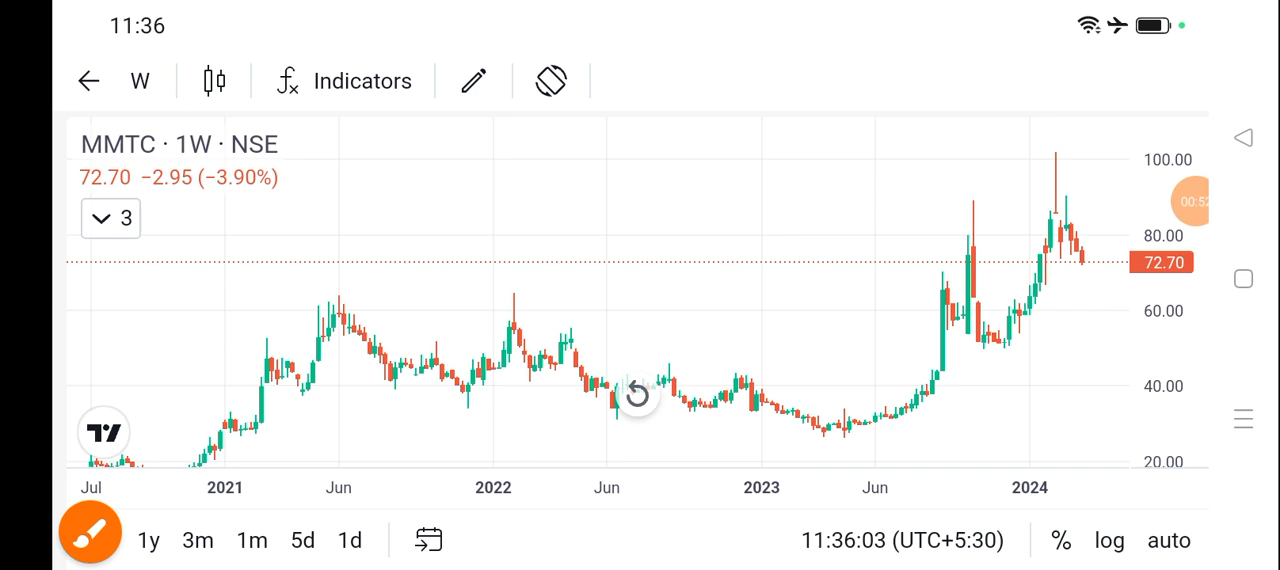 11:36
W
Indicators
MMTC · 1W · NSE
72.70 −2.95 (−3.90%)
3
100.00
00:52
80.00
72.70
60.00
40.00
20.00
Jul 2021 Jun 2022 Jun 2023 Jun 2024
1y 3m 1m 5d 1d 11:36:03 (UTC+5:30) % log auto